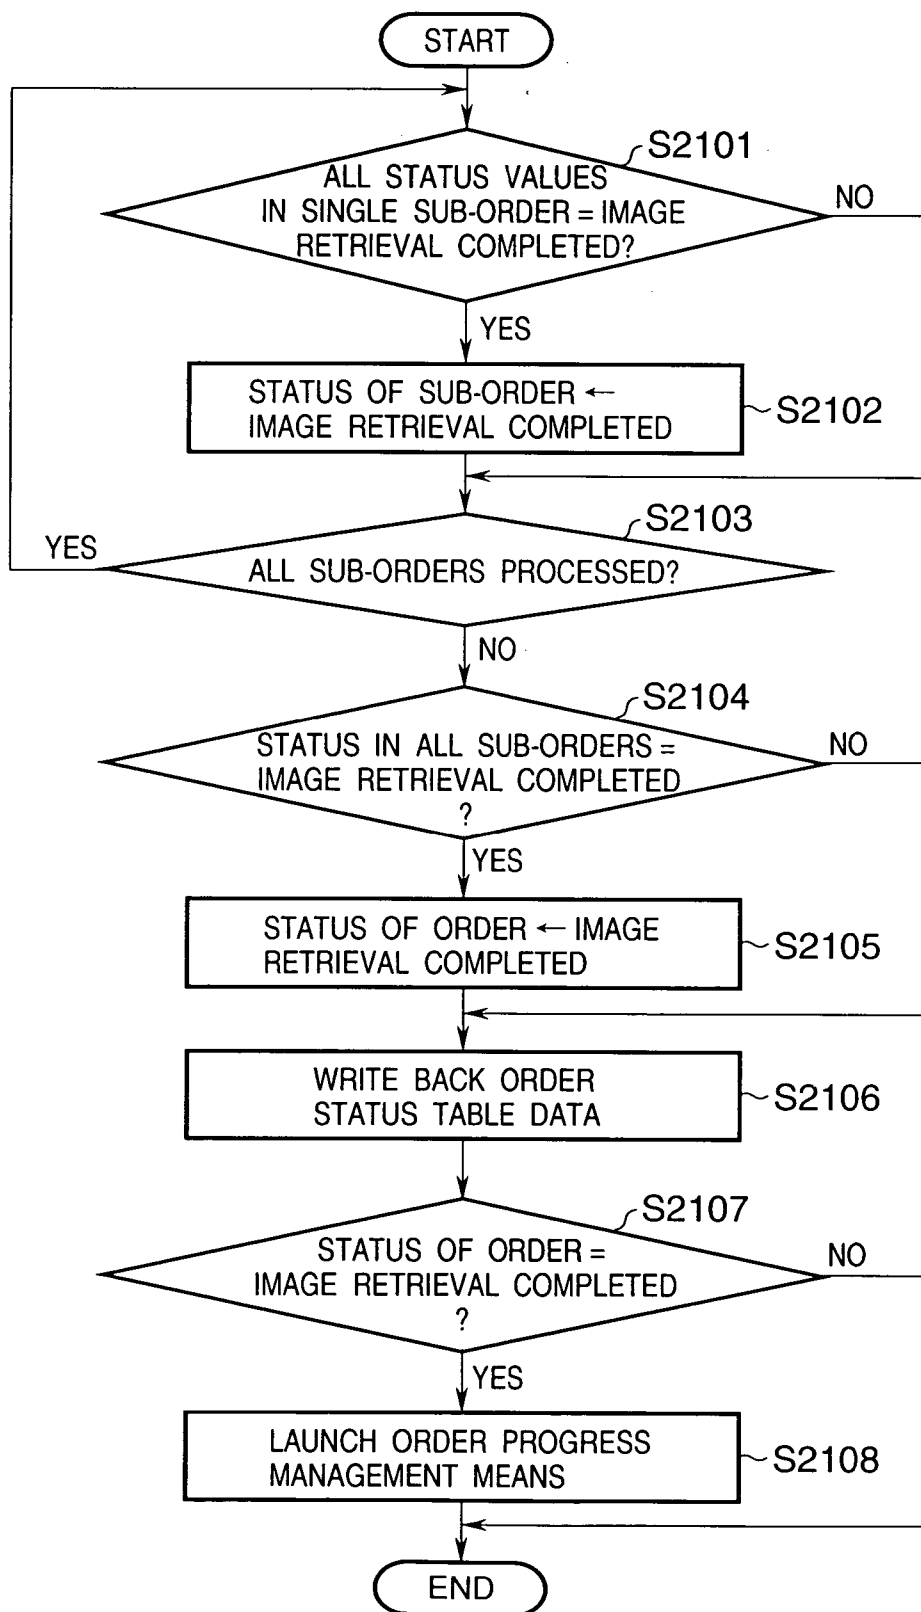 START
S2101
ALL STATUS VALUES
IN SINGLE SUB-ORDER = IMAGE
RETRIEVAL COMPLETED?
NO
YES
STATUS OF SUB-ORDER ←
IMAGE RETRIEVAL COMPLETED
S2102
S2103
YES
ALL SUB-ORDERS PROCESSED?
NO
S2104
STATUS IN ALL SUB-ORDERS =
IMAGE RETRIEVAL COMPLETED
?
NO
YES
STATUS OF ORDER ← IMAGE
RETRIEVAL COMPLETED
S2105
WRITE BACK ORDER
STATUS TABLE DATA
S2106
S2107
STATUS OF ORDER =
IMAGE RETRIEVAL COMPLETED
?
NO
YES
LAUNCH ORDER PROGRESS
MANAGEMENT MEANS
S2108
END